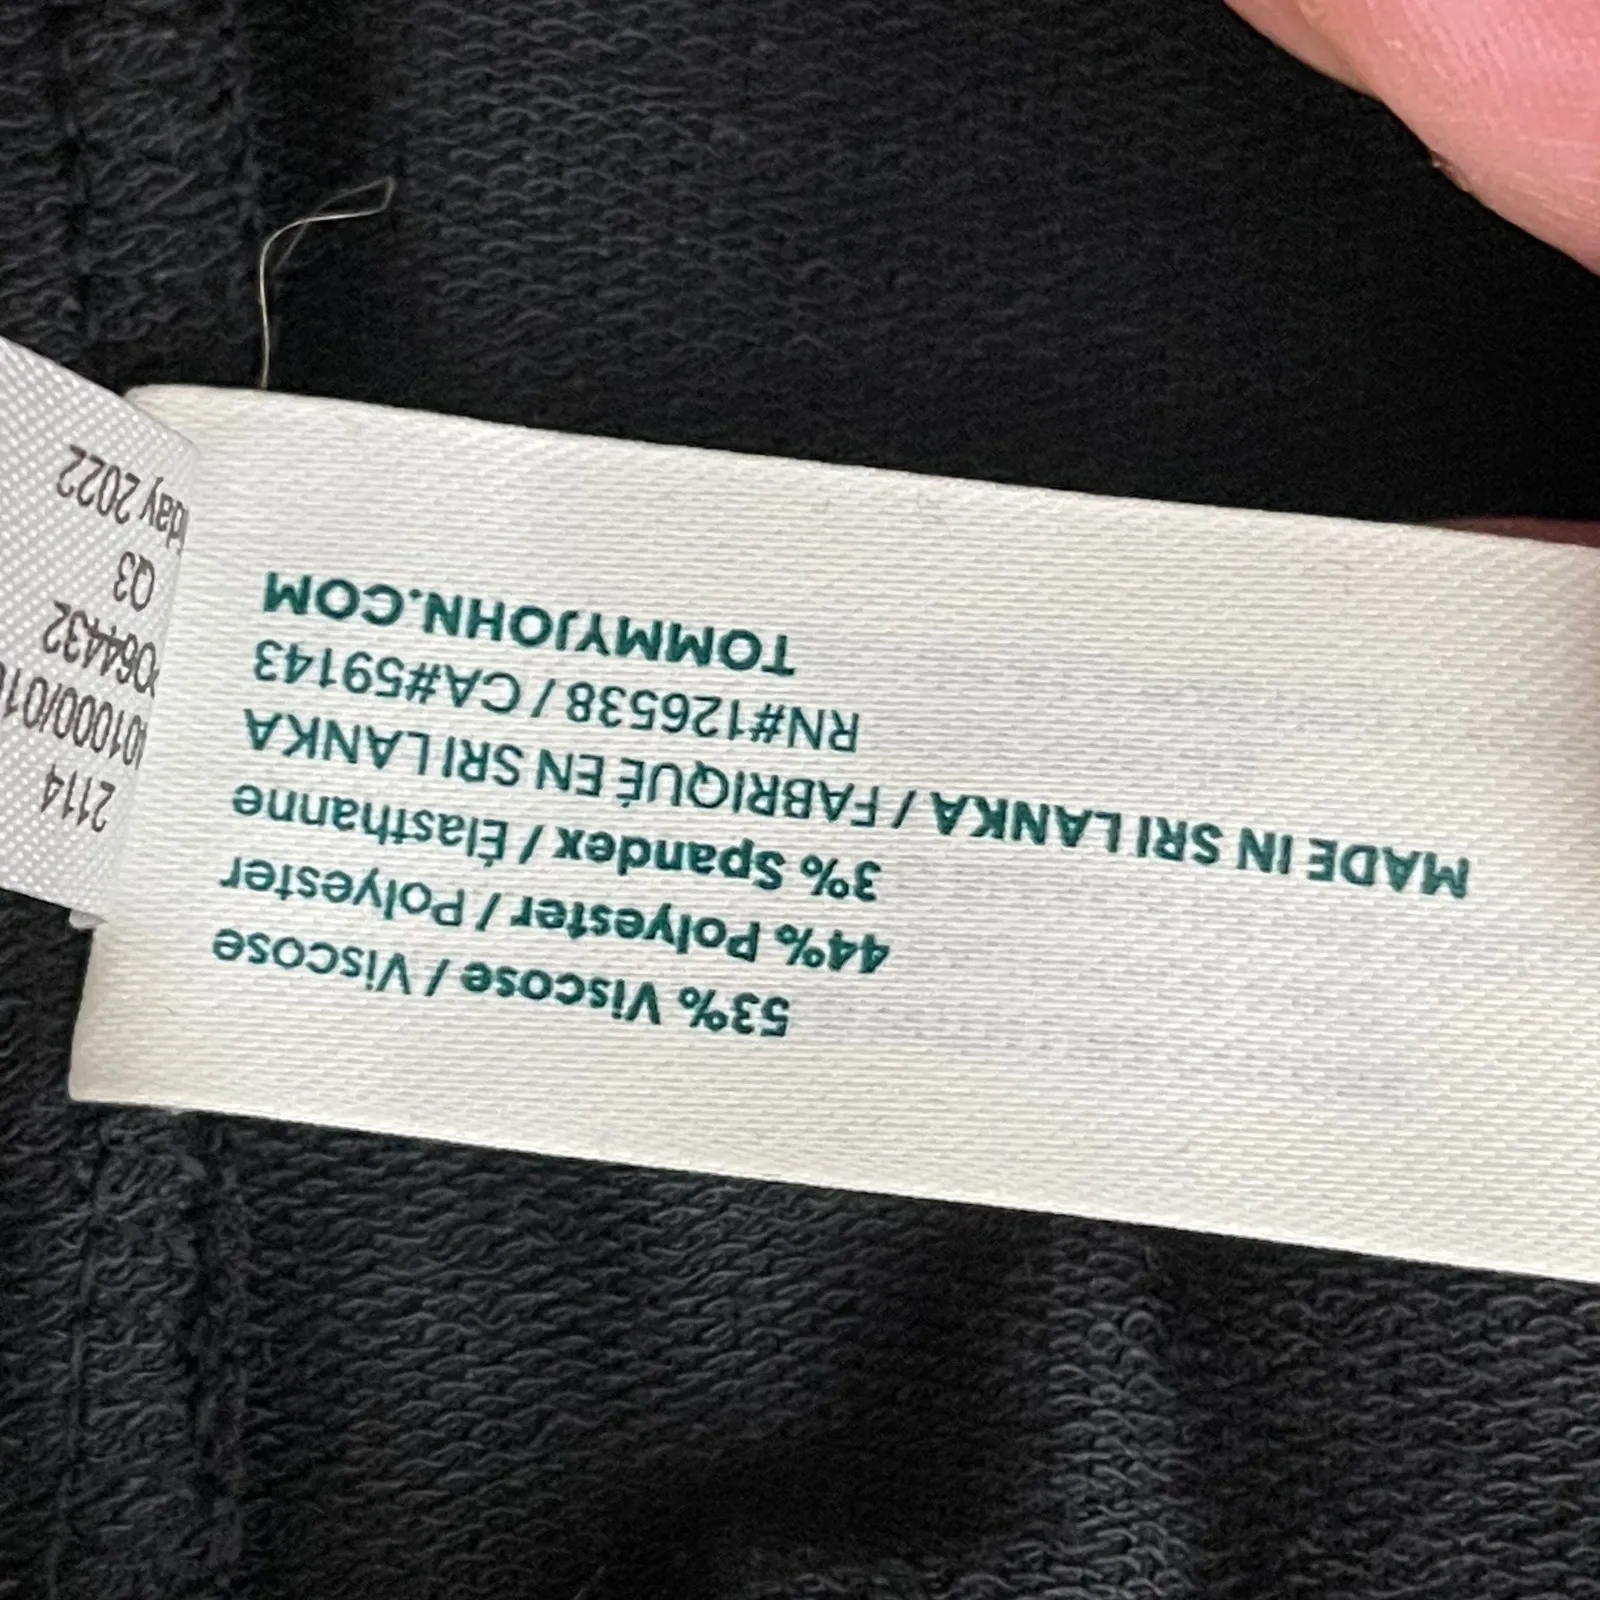 53% Viscose / Viscose
44% Polyester / Polyester
3% Spandex / Élasthanne
MADE IN SRI LANKA / FABRIQUÉ EN SRI LANKA
RN#126538 / CA#59143
TOMMYJOHN.COM
2114
Q3
2022